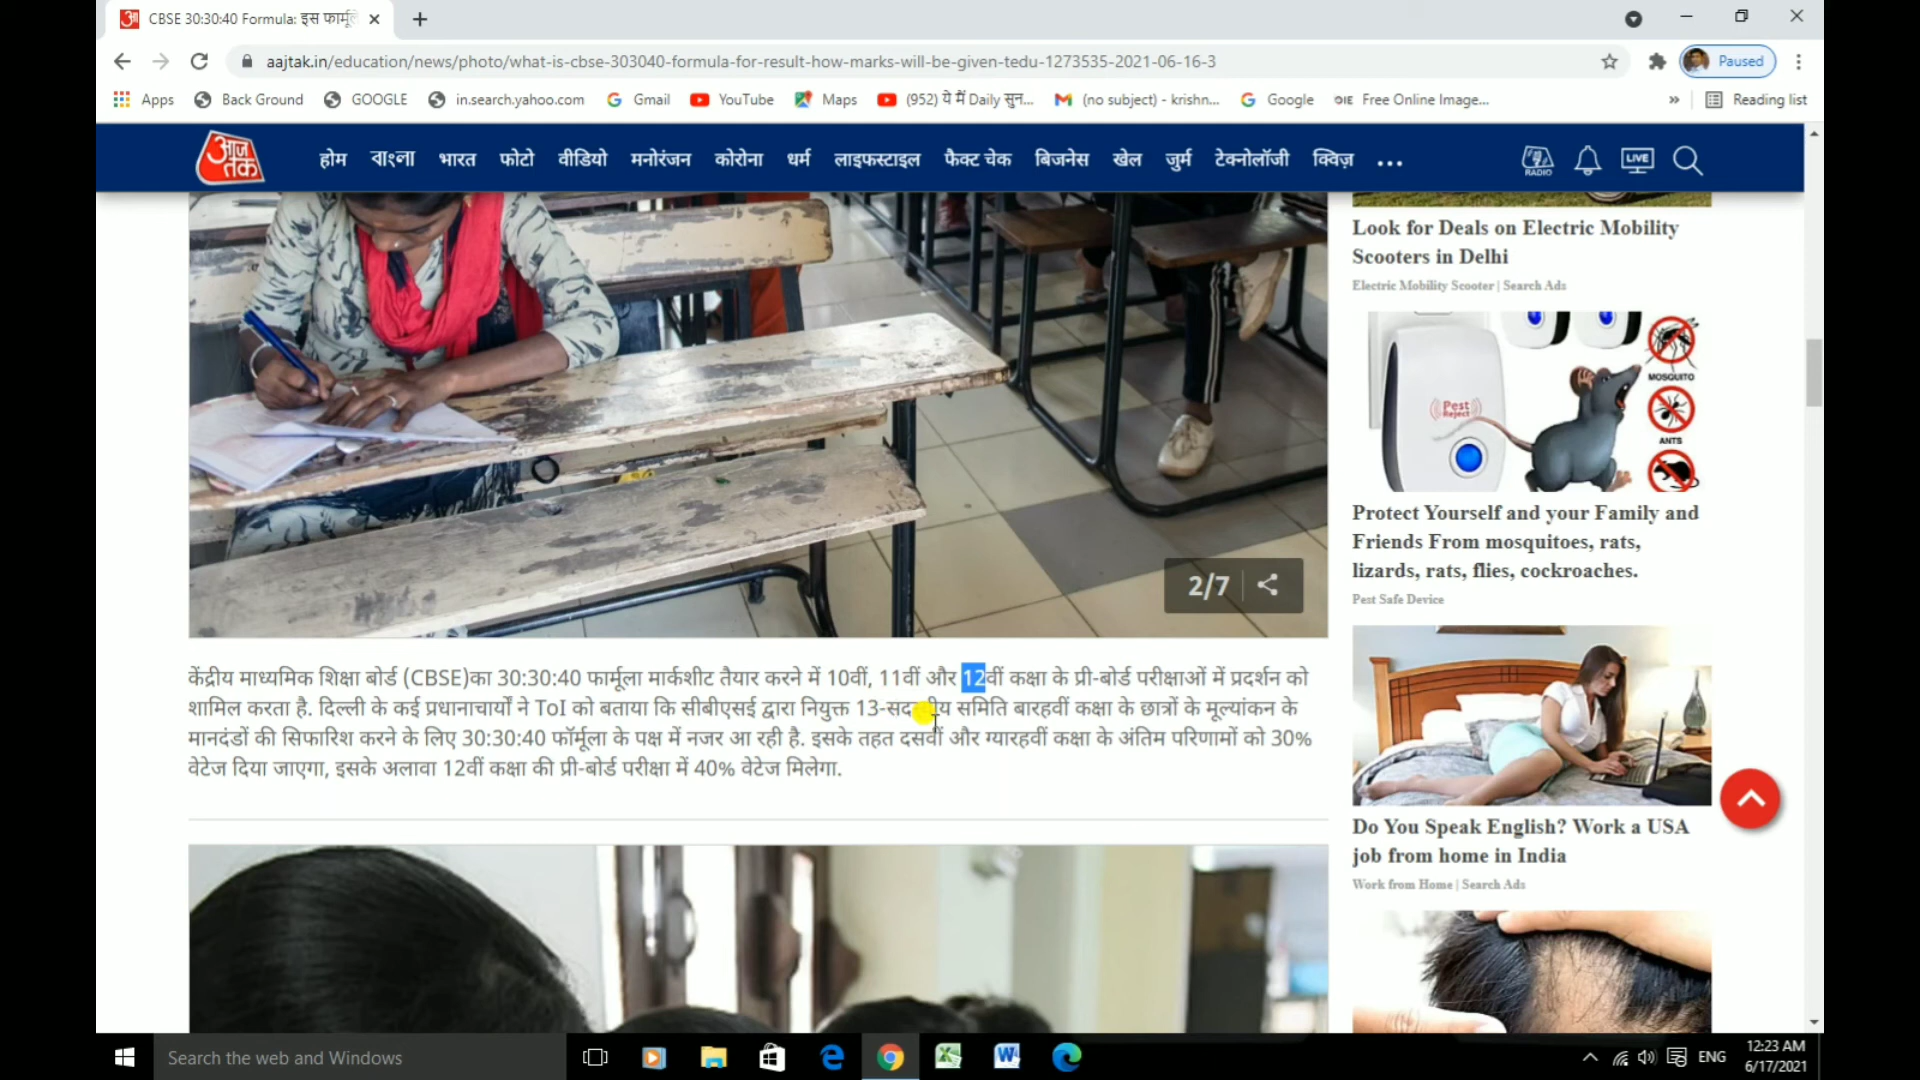 CBSE 30:30:40 Formula: इस फार्मूले
aajtak.in/education/news/photo/what-is-cbse-303040-formula-for-result-how-marks-will-be-given-tedu-1273535-2021-06-16-3
Paused
Apps Back Ground GOOGLE in.search.yahoo.com Gmail YouTube Maps (952) ये मैं Daily सुन... (no subject) - krishn... Google Free Online Image... » Reading list
आज तक
होम বাংলা भारत फोटो वीडियो मनोरंजन कोरोना धर्म लाइफस्टाइल फैक्ट चेक बिजनेस खेल जुर्म टेक्नोलॉजी क्विज़ ...
RADIO LIVE
2/7
केंद्रीय माध्यमिक शिक्षा बोर्ड (CBSE)का 30:30:40 फार्मूला मार्कशीट तैयार करने में 10वीं, 11वीं और 12वीं कक्षा के प्री-बोर्ड परीक्षाओं में प्रदर्शन को
शामिल करता है. दिल्ली के कई प्रधानाचार्यों ने ToI को बताया कि सीबीएसई द्वारा नियुक्त 13-सदस्यीय समिति बारहवीं कक्षा के छात्रों के मूल्यांकन के
मानदंडों की सिफारिश करने के लिए 30:30:40 फॉर्मूला के पक्ष में नजर आ रही है. इसके तहत दसवीं और ग्यारहवीं कक्षा के अंतिम परिणामों को 30%
वेटेज दिया जाएगा, इसके अलावा 12वीं कक्षा की प्री-बोर्ड परीक्षा में 40% वेटेज मिलेगा.
Look for Deals on Electric Mobility
Scooters in Delhi
Electric Mobility Scooter | Search Ads
Pest
Reject
MOSQUITO
ANTS
Protect Yourself and your Family and
Friends From mosquitoes, rats,
lizards, rats, flies, cockroaches.
Pest Safe Device
Do You Speak English? Work a USA
job from home in India
Work from Home | Search Ads
Search the web and Windows
ENG
12:23 AM
6/17/2021